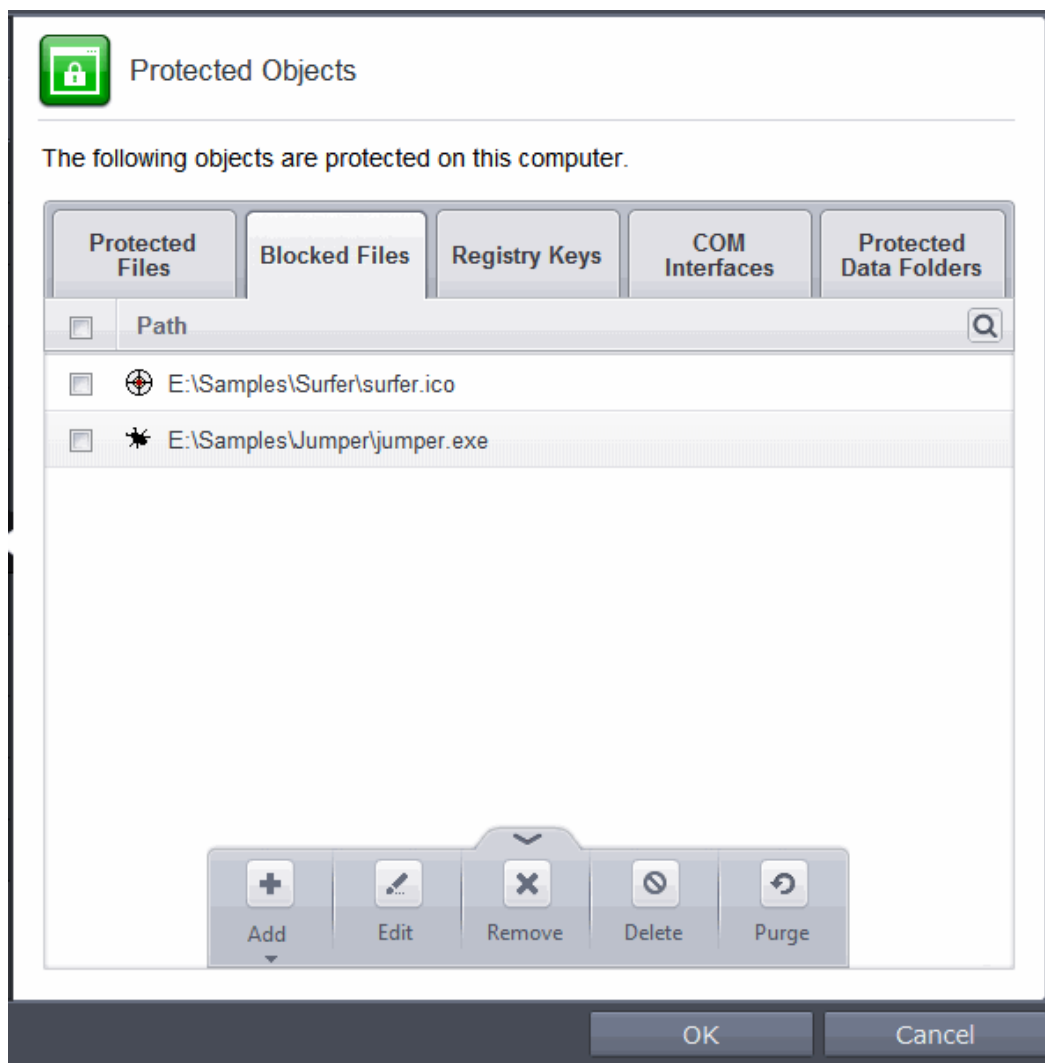 Protected Objects
The following objects are protected on this computer.
Protected
Files
Blocked Files
Registry Keys
COM
Interfaces
Protected
Data Folders
Path
E:\Samples\Surfer\surfer.ico
E:\Samples\Jumper\jumper.exe
Add
Edit
Remove
Delete
Purge
OK
Cancel